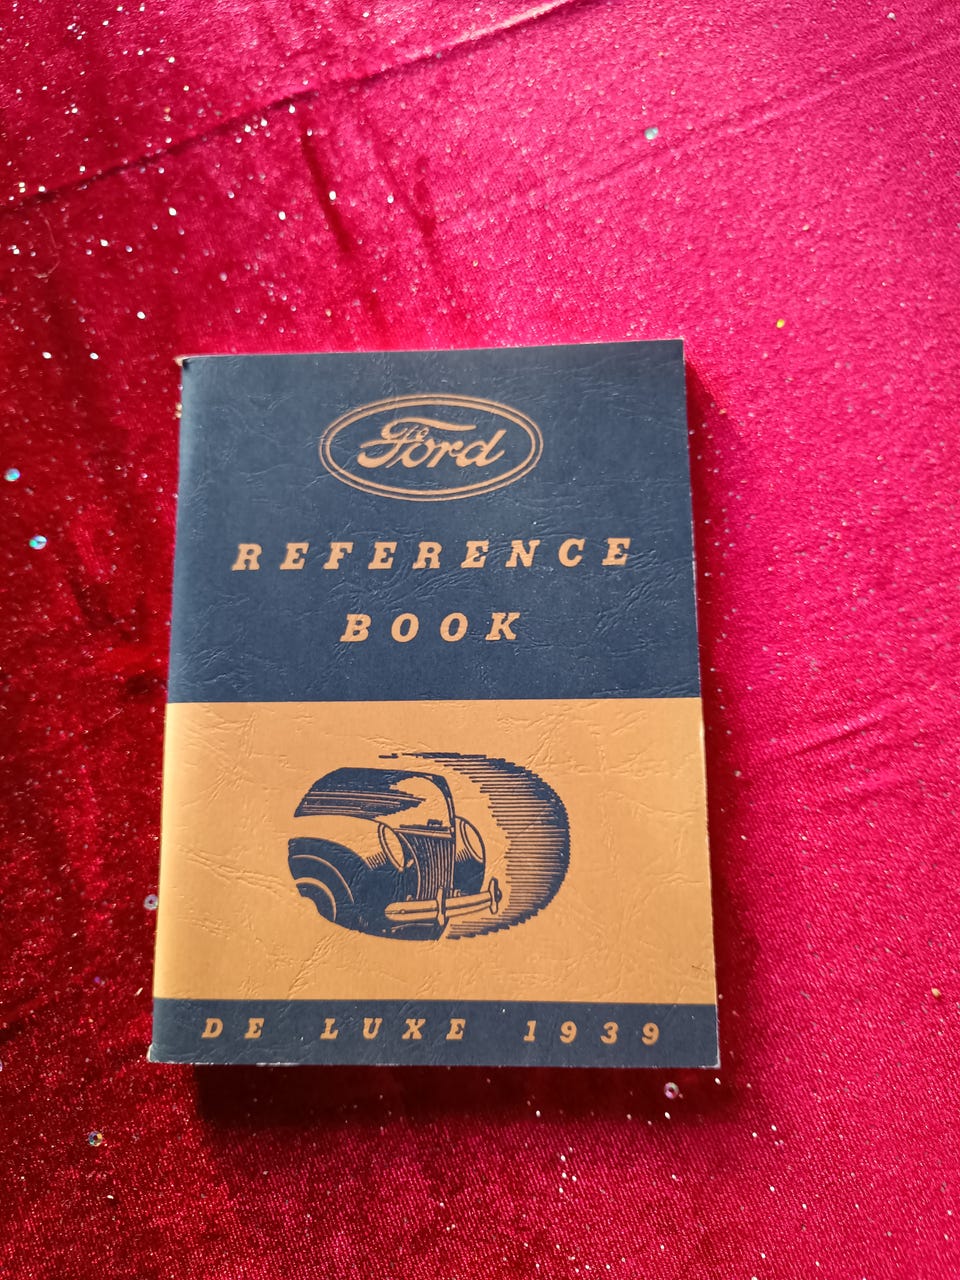 Ford
REFERENCE
BOOK
DE LUXE 1939